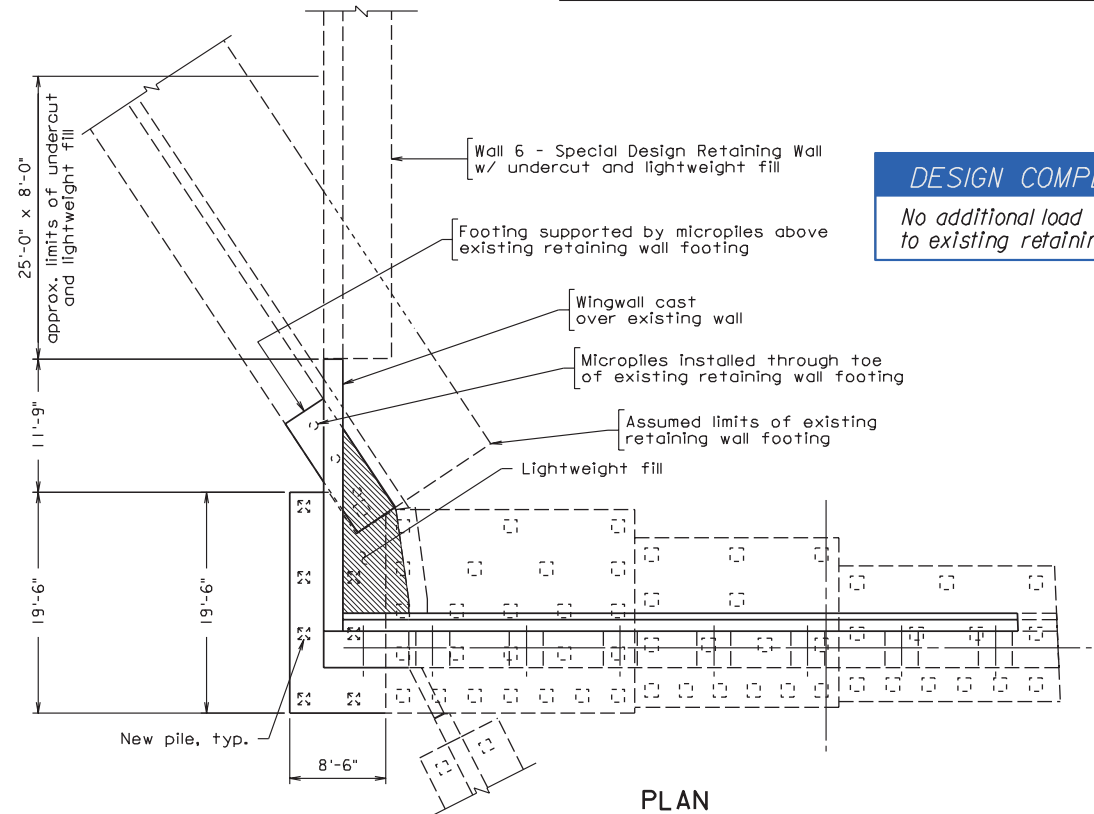 25'-0" x 8'-0"
approx. limits of undercut
and lightweight fill
Wall 6 - Special Design Retaining Wall
w/ undercut and lightweight fill
DESIGN COMPL
No additional load
to existing retainin
Footing supported by micropiles above
existing retaining wall footing
Wingwall cast
over existing wall
Micropiles installed through toe
of existing retaining wall footing
Assumed limits of existing
retaining wall footing
Lightweight fill
11'-9"
19'-6"
19'-6"
New pile, typ.
8'-6"
PLAN